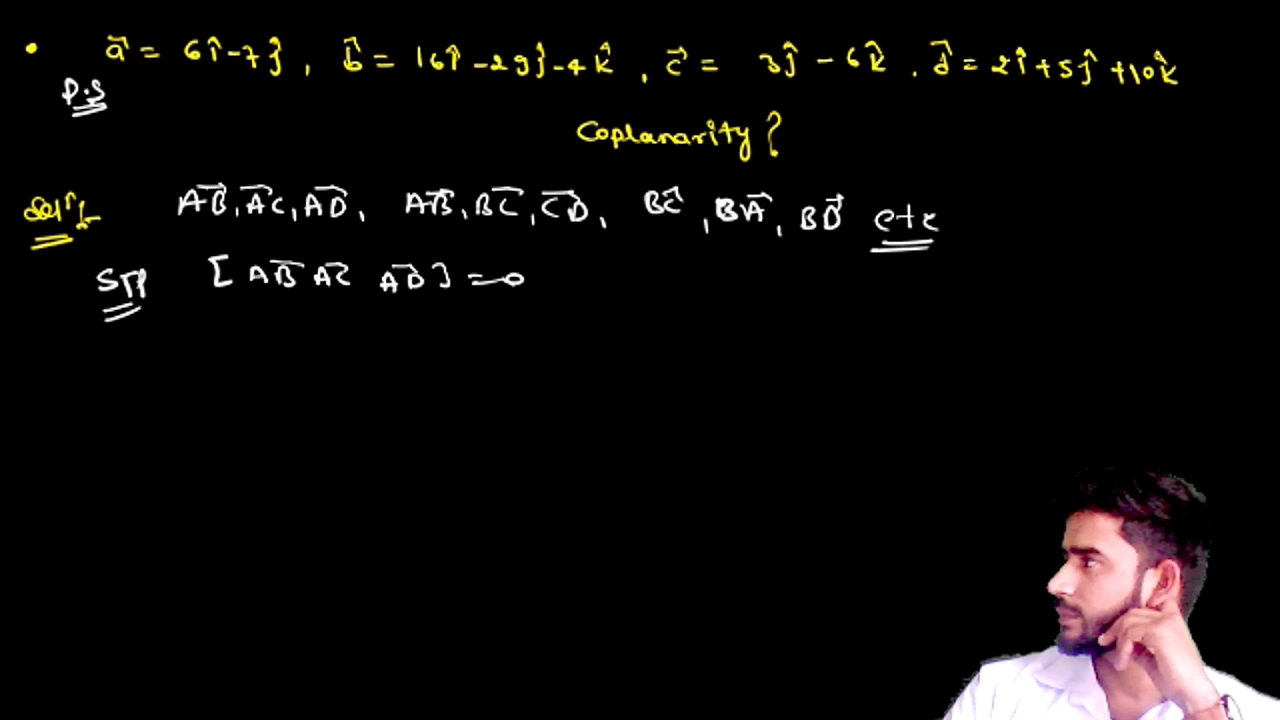 • a⃗ = 6î-7ĵ, b⃗ = 16î-29ĵ-4k̂, c⃗ = 3ĵ-6k̂. d⃗ = 2î+5ĵ+10k̂
P.S
Coplanarity?
AB⃗, AC⃗, AD⃗, AB⃗, BC⃗, CD⃗, BC⃗, BA⃗, BD⃗ etc
STP [AB⃗ AC⃗ AD⃗] = 0